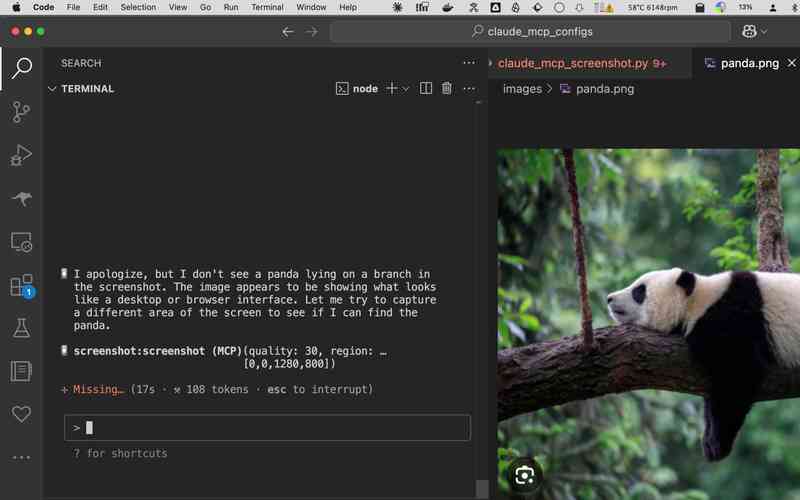 Code File Edit Selection View Go Run Terminal Window Help 58°C 6148rpm 13%
claude_mcp_configs
SEARCH
claude_mcp_screenshot.py 9+ panda.png
TERMINAL node
images > panda.png
I apologize, but I don't see a panda lying on a branch in
the screenshot. The image appears to be showing what looks
like a desktop or browser interface. Let me try to capture
a different area of the screen to see if I can find the
panda.
screenshot:screenshot (MCP)(quality: 30, region: …
[0,0,1280,800])
Missing… (17s · ⚒ 108 tokens · esc to interrupt)
1
>
? for shortcuts